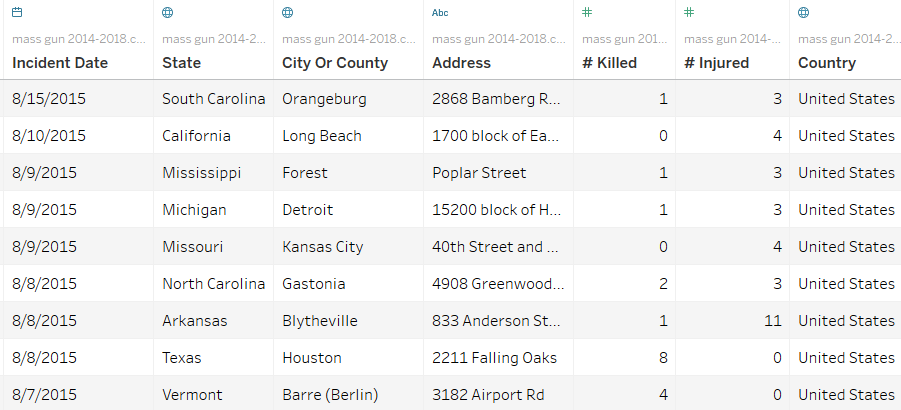 Abc # #
mass gun 2014-2018.c... mass gun 2014-2... mass gun 2014-2018.c... mass gun 2014-2018.c... mass gun 201... mass gun 2014-... mass gun 2014-2...
Incident Date State City Or County Address # Killed # Injured Country
8/15/2015 South Carolina Orangeburg 2868 Bamberg R... 1 3 United States
8/10/2015 California Long Beach 1700 block of Ea... 0 4 United States
8/9/2015 Mississippi Forest Poplar Street 1 3 United States
8/9/2015 Michigan Detroit 15200 block of H... 1 3 United States
8/9/2015 Missouri Kansas City 40th Street and ... 0 4 United States
8/8/2015 North Carolina Gastonia 4908 Greenwood... 2 3 United States
8/8/2015 Arkansas Blytheville 833 Anderson St... 1 11 United States
8/8/2015 Texas Houston 2211 Falling Oaks 8 0 United States
8/7/2015 Vermont Barre (Berlin) 3182 Airport Rd 4 0 United States